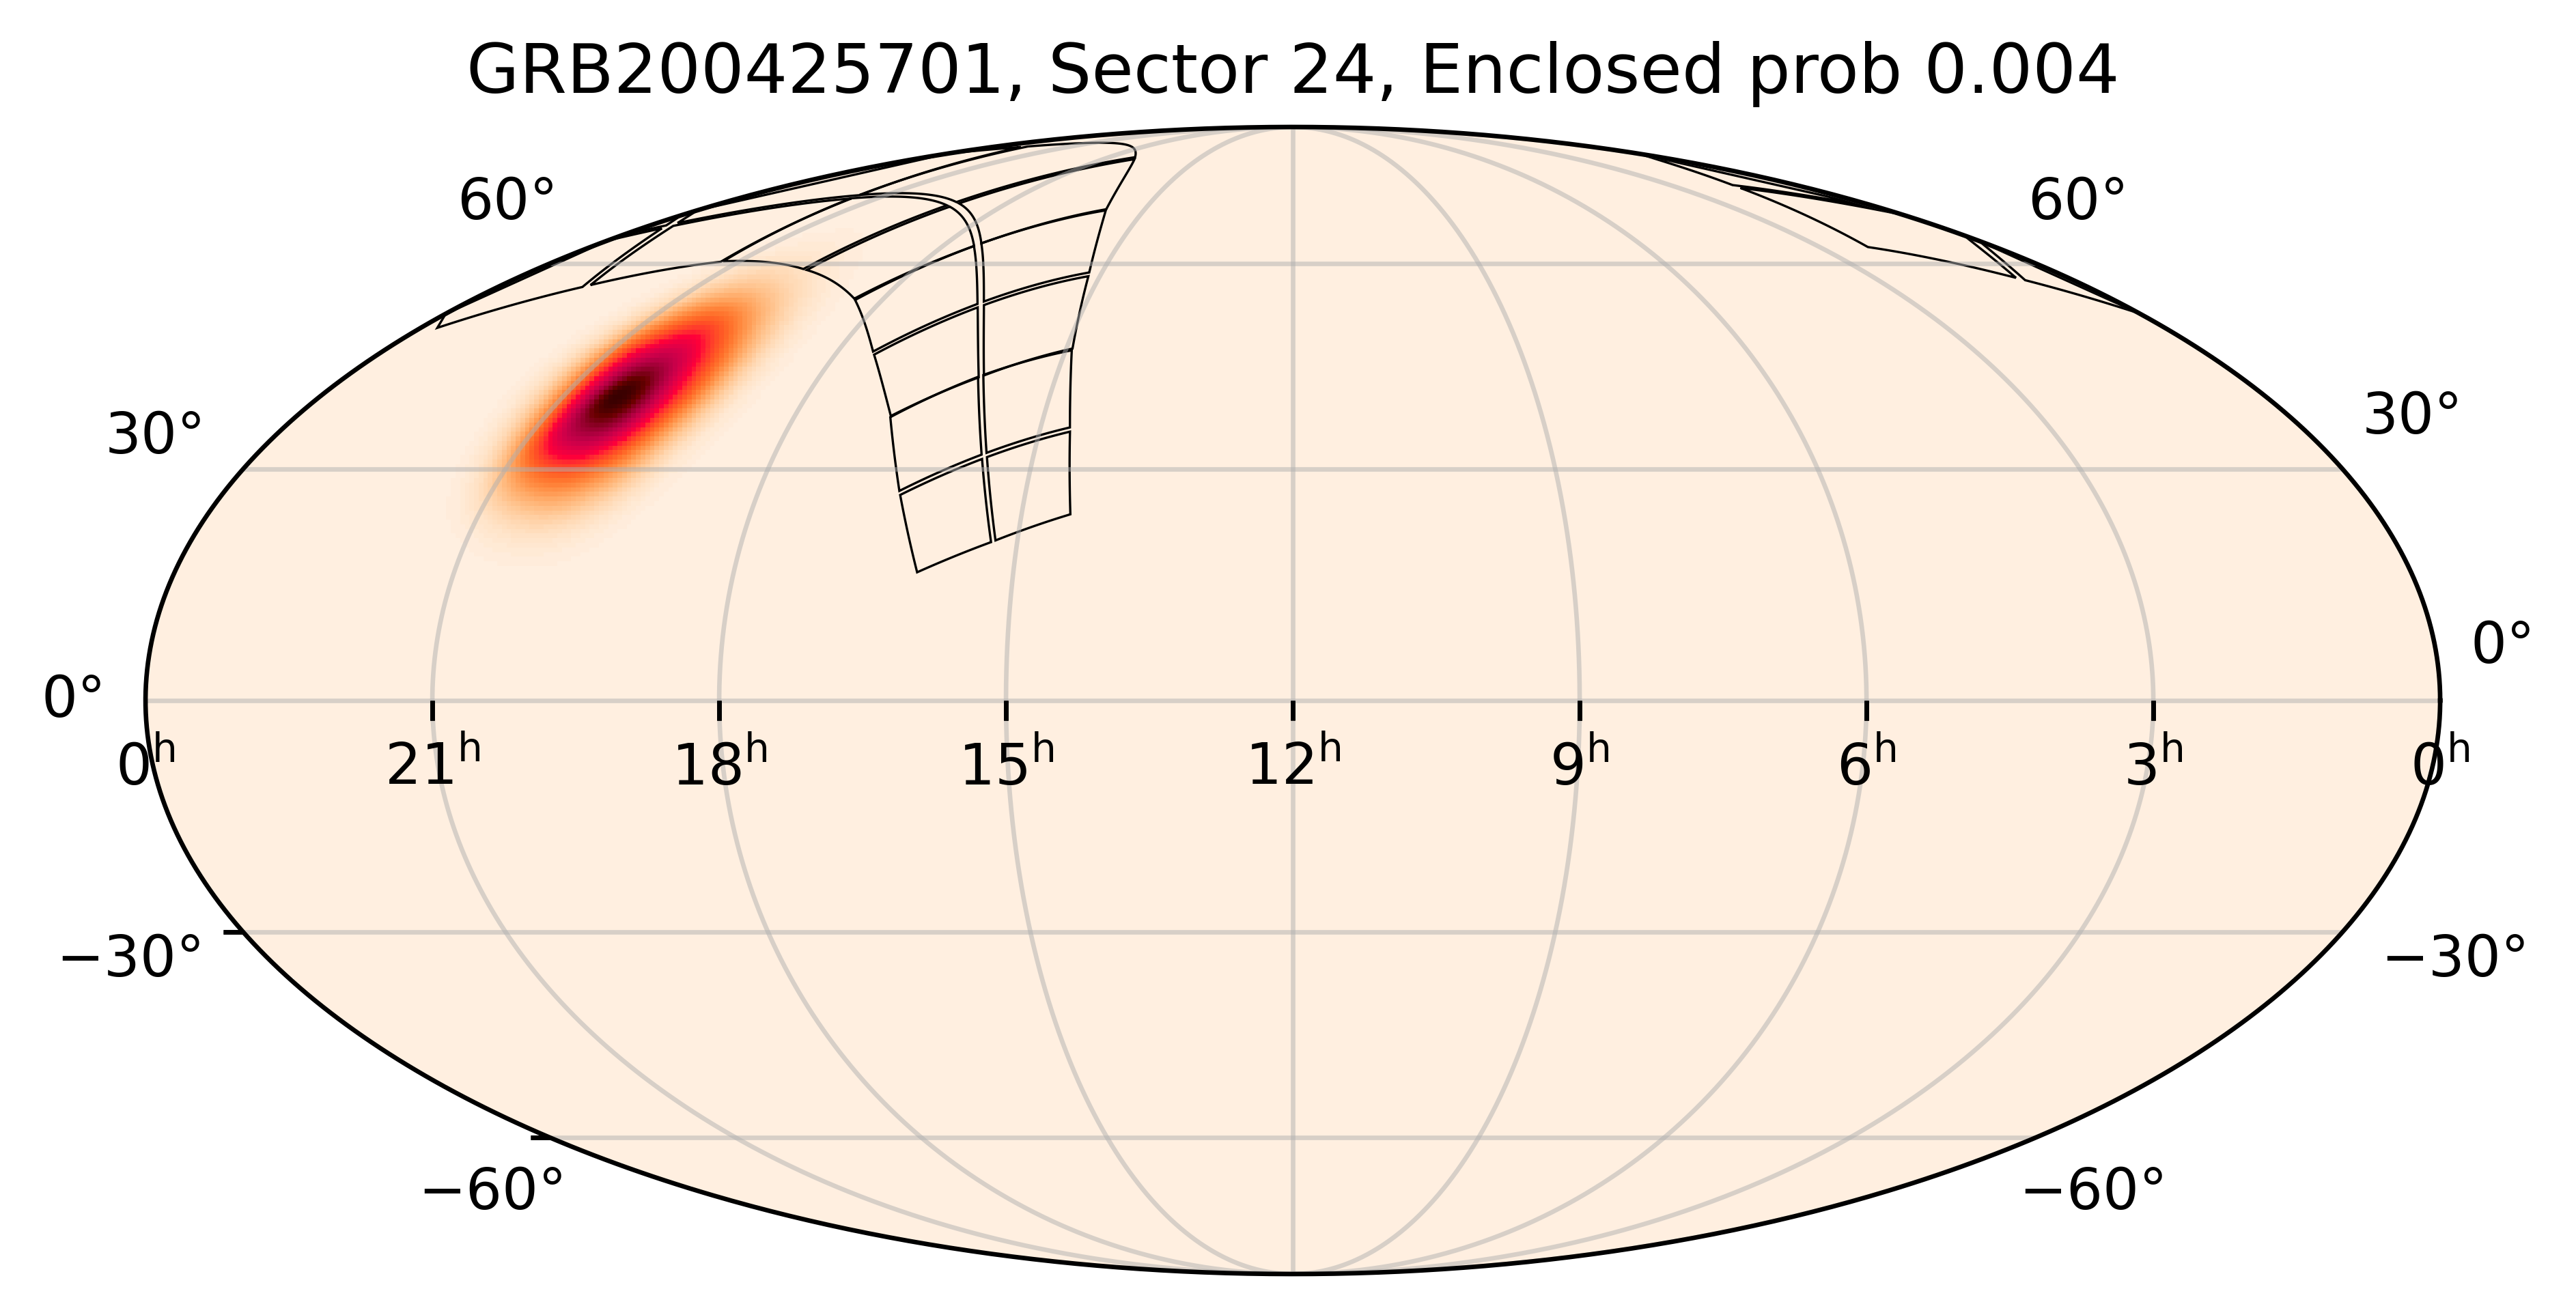 GRB200425701, Sector 24, Enclosed prob 0.004
60° 60°
30° 30°
0° 0°
0h 21h 18h 15h 12h 9h 6h 3h 0h
−30° −30°
−60° −60°